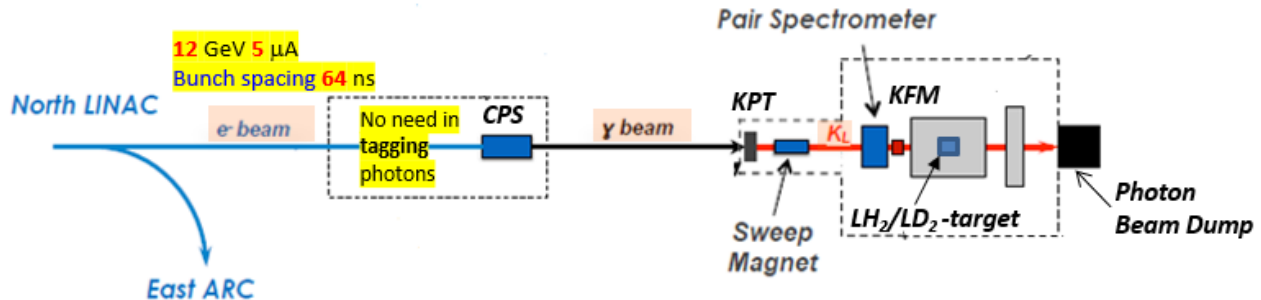 Pair Spectrometer
12 GeV 5 μA
Bunch spacing 64 ns
North LINAC
e- beam
No need in
tagging
photons
CPS
ɣ beam
KPT
KL
KFM
LH2/LD2-target
Sweep
Magnet
Photon
Beam Dump
East ARC